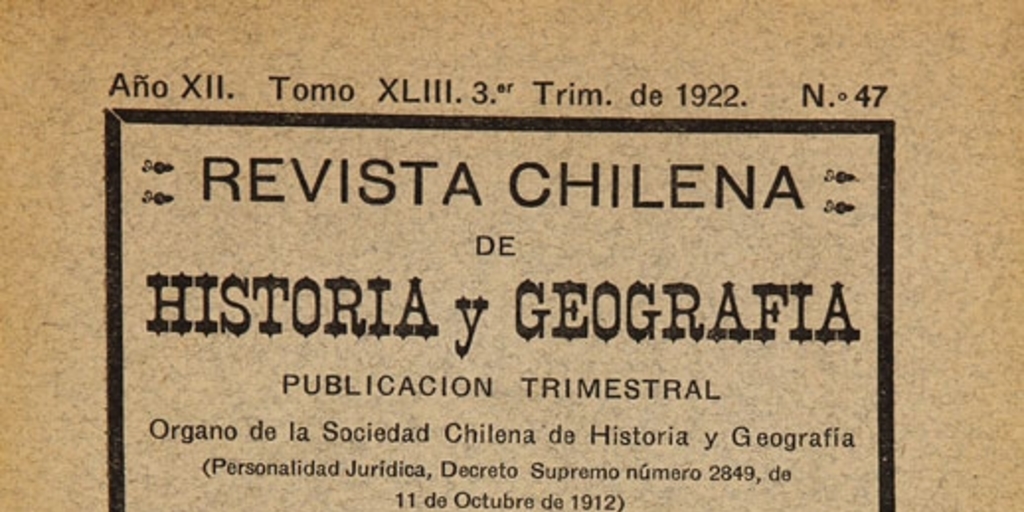 Año XII. Tomo XLIII. 3.er Trim. de 1922. N.º 47
REVISTA CHILENA
DE
HISTORIA y GEOGRAFIA
PUBLICACION TRIMESTRAL
Organo de la Sociedad Chilena de Historia y Geografía
(Personalidad Jurídica, Decreto Supremo número 2849, de
11 de Octubre de 1912)